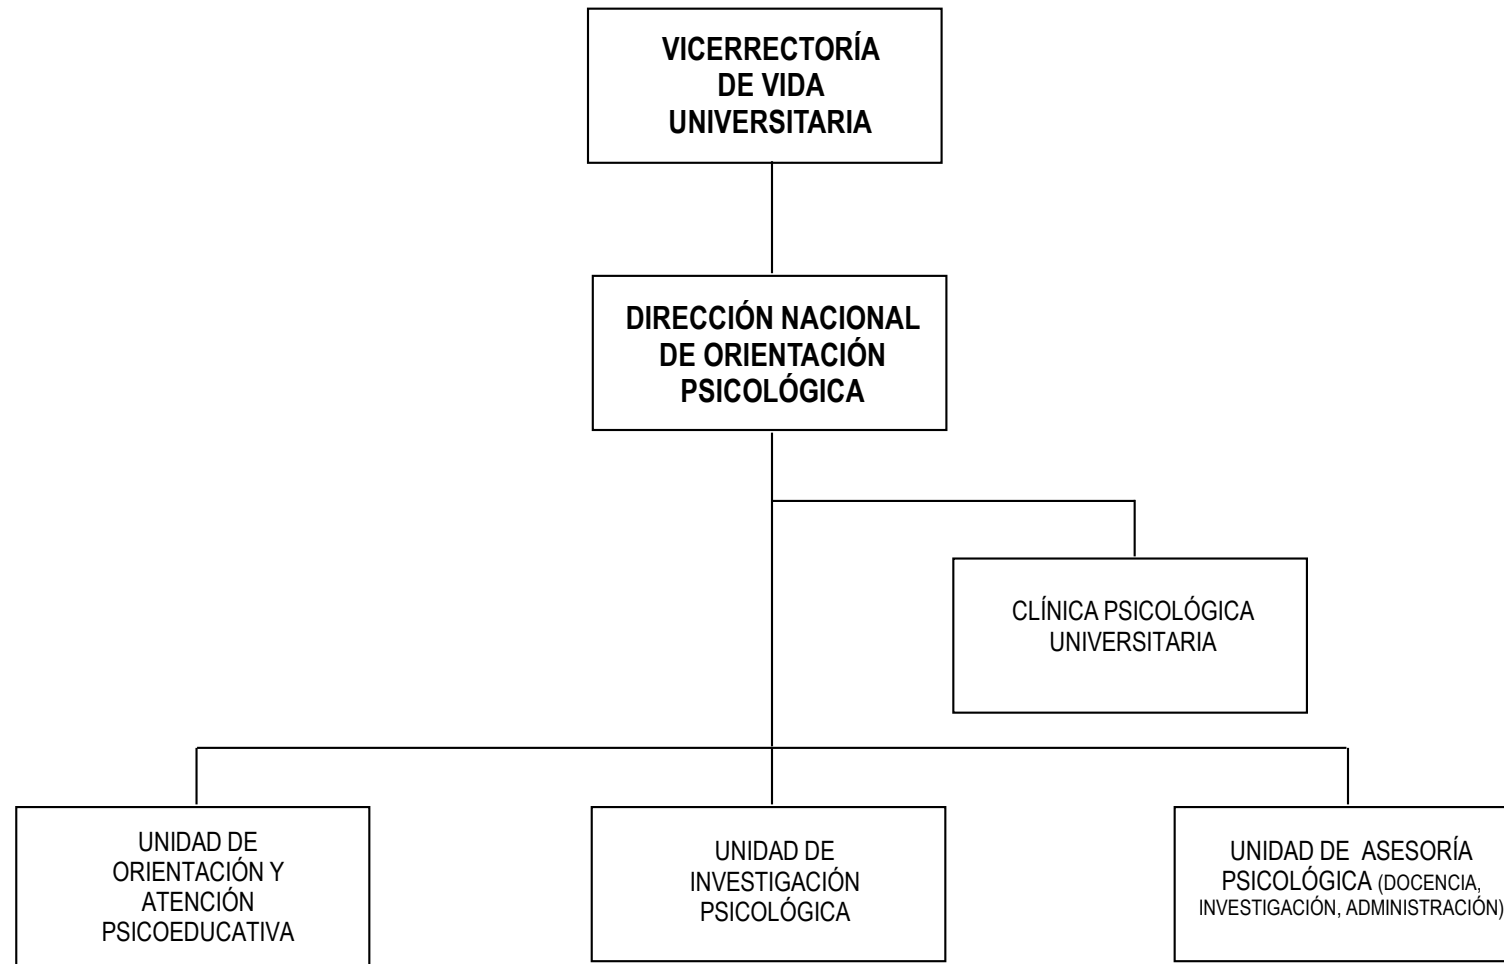 VICERRECTORÍA
DE VIDA
UNIVERSITARIA
DIRECCIÓN NACIONAL
DE ORIENTACIÓN
PSICOLÓGICA
CLÍNICA PSICOLÓGICA
UNIVERSITARIA
UNIDAD DE
ORIENTACIÓN Y
ATENCIÓN
PSICOEDUCATIVA
UNIDAD DE
INVESTIGACIÓN
PSICOLÓGICA
UNIDAD DE ASESORÍA
PSICOLÓGICA (DOCENCIA,
INVESTIGACIÓN, ADMINISTRACIÓN)